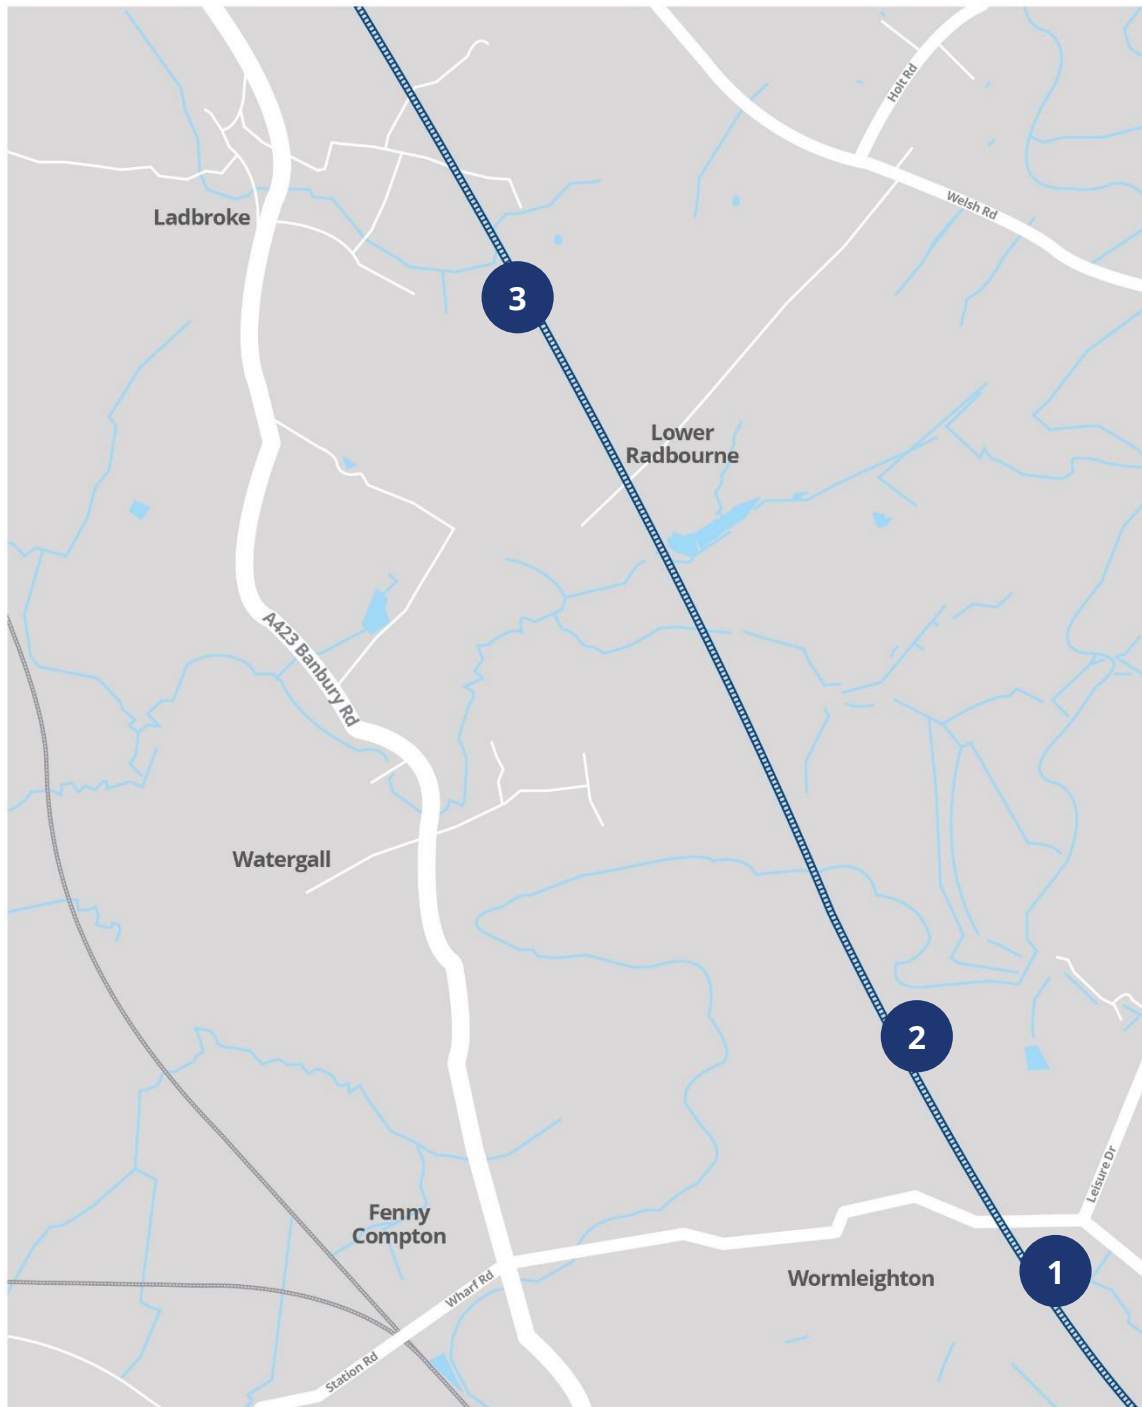 Holt Rd
Welsh Rd
Ladbroke
3
Lower
Radbourne
A423 Banbury Rd
Watergall
2
Leisure Dr
Fenny
Compton
Wharf Rd
Wormleighton
1
Station Rd